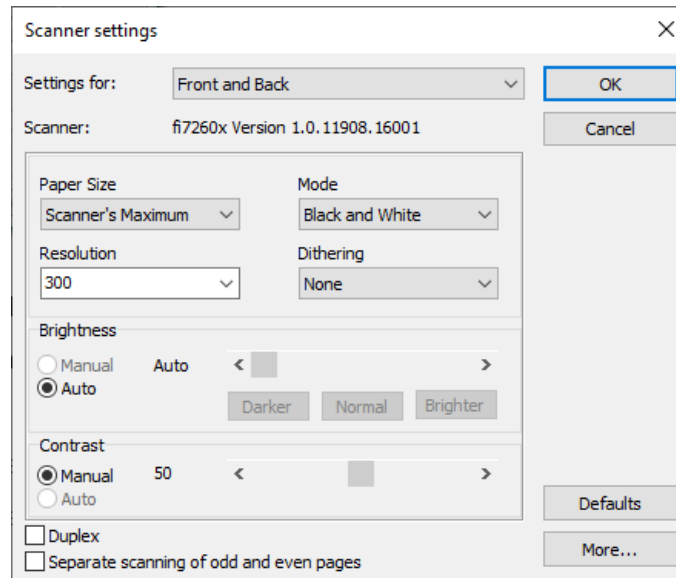 Scanner settings
Settings for: Front and Back OK
Scanner: fi7260x Version 1.0.11908.16001 Cancel
Paper Size Mode
Scanner's Maximum Black and White
Resolution Dithering
300 None
Brightness
Manual Auto
Auto
Darker Normal Brighter
Contrast
Manual 50
Auto
Defaults
Duplex
Separate scanning of odd and even pages
More...